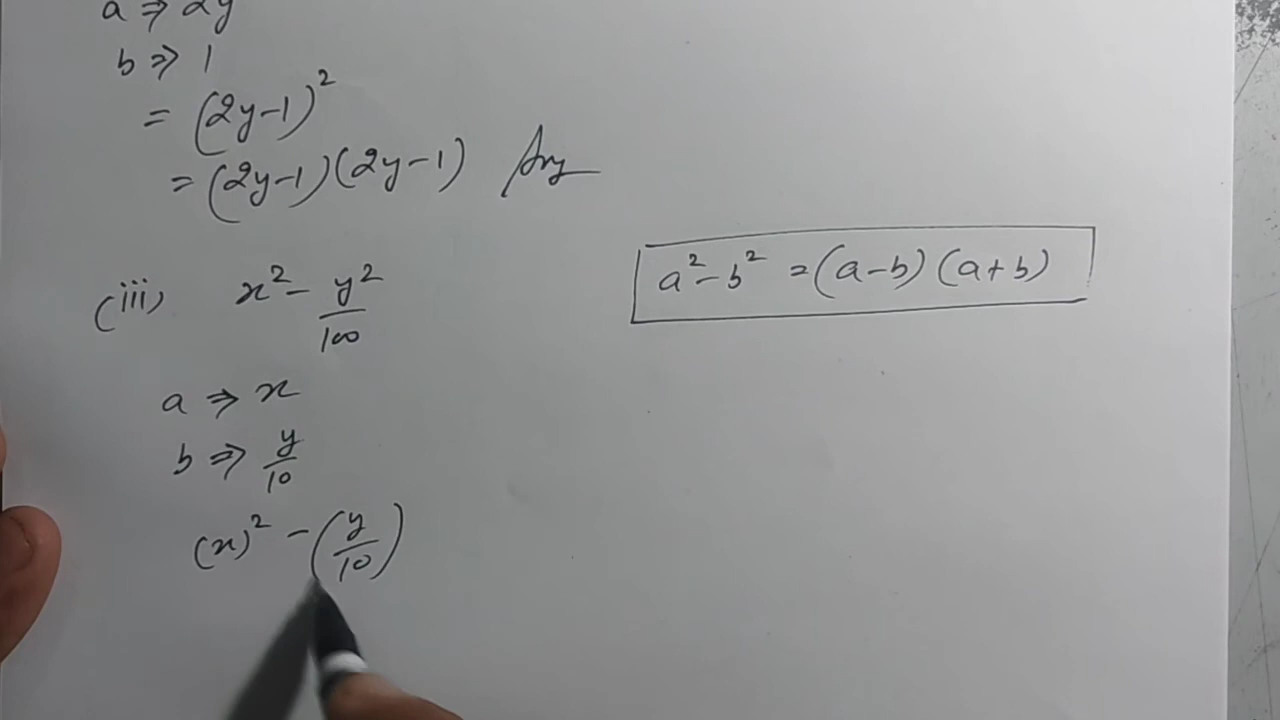 a ⇒ 2y
b ⇒ 1
= (2y-1)²
= (2y-1)(2y-1) Ans
(iii) x² - y²/100
a² - b² = (a-b)(a+b)
a ⇒ x
b ⇒ y/10
(x)² - (y/10)